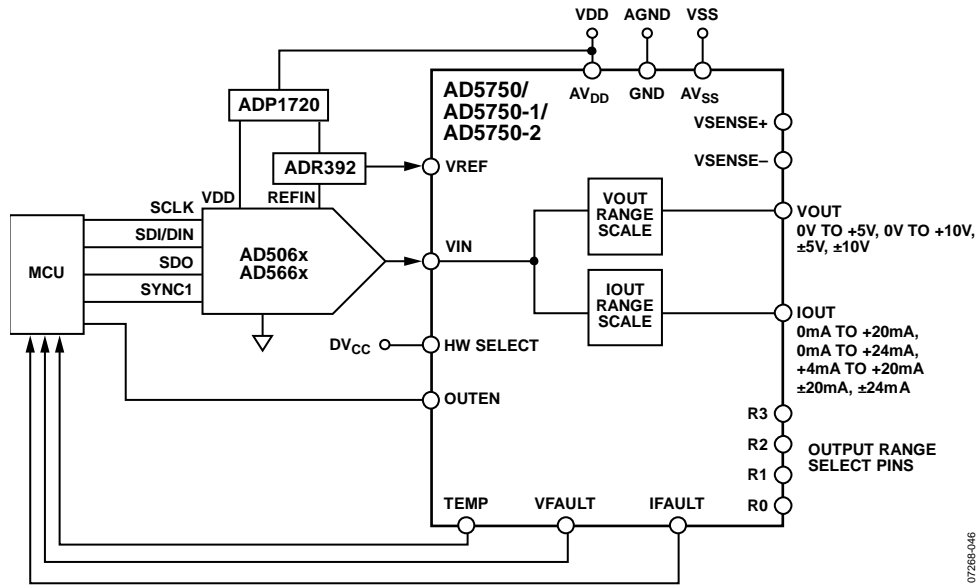 VDD AGND VSS
AD5750/
AD5750-1/
AD5750-2
AVDD GND AVSS
ADP1720
VSENSE+
VSENSE–
ADR392
VREF
VDD REFIN
SCLK
SDI/DIN
SDO
SYNC1
MCU
AD506x
AD566x
VIN
VOUT
RANGE
SCALE
VOUT
0V TO +5V, 0V TO +10V,
±5V, ±10V
IOUT
RANGE
SCALE
IOUT
0mA TO +20mA,
0mA TO +24mA,
+4mA TO +20mA
±20mA, ±24mA
DVCC
HW SELECT
OUTEN
R3
R2
R1
R0
OUTPUT RANGE
SELECT PINS
TEMP VFAULT IFAULT
07268-046